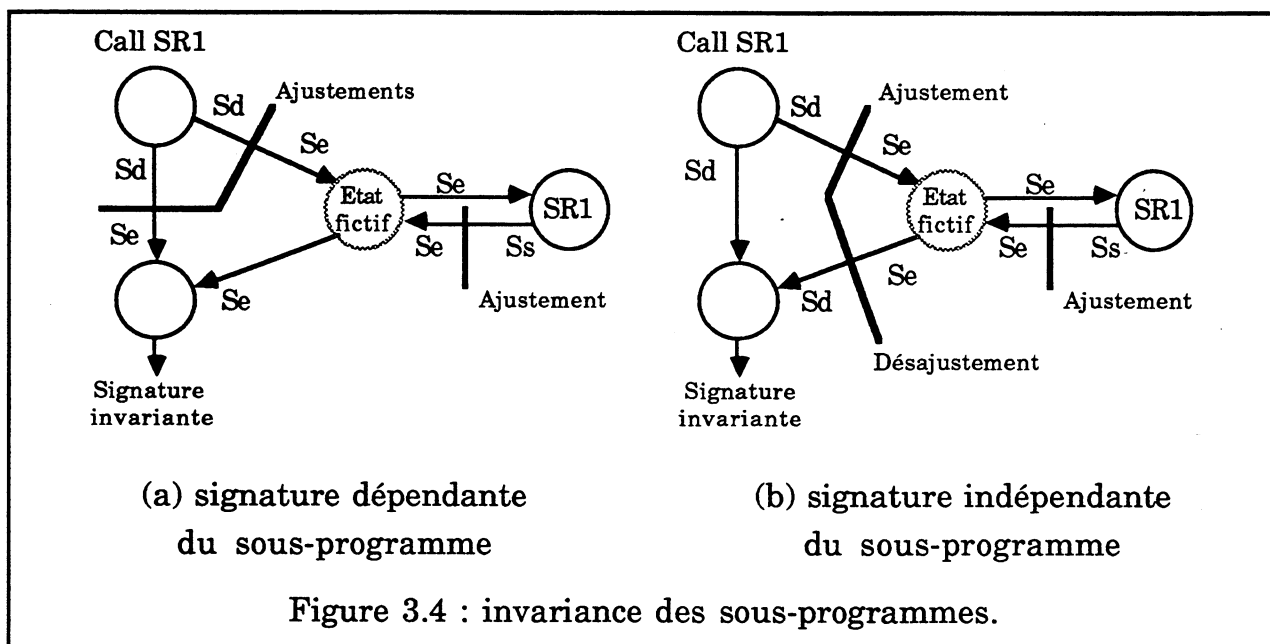 Call SR1
Ajustements
Sd
Se
Sd
Se
Etat
fictif
Se
SR1
Se
Ss
Se
Ajustement
Signature
invariante
(a) signature dépendante
du sous-programme
Call SR1
Ajustement
Sd
Se
Sd
Etat
fictif
Se
SR1
Se
Ss
Se
Sd
Ajustement
Désajustement
Signature
invariante
(b) signature indépendante
du sous-programme
Figure 3.4 : invariance des sous-programmes.